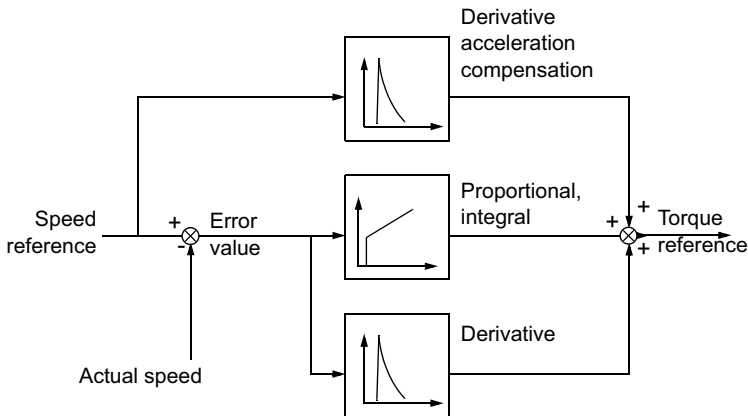 Derivative
acceleration
compensation
Speed
reference
+
-
Error
value
Proportional,
integral
+
+
+
Torque
reference
Derivative
Actual speed